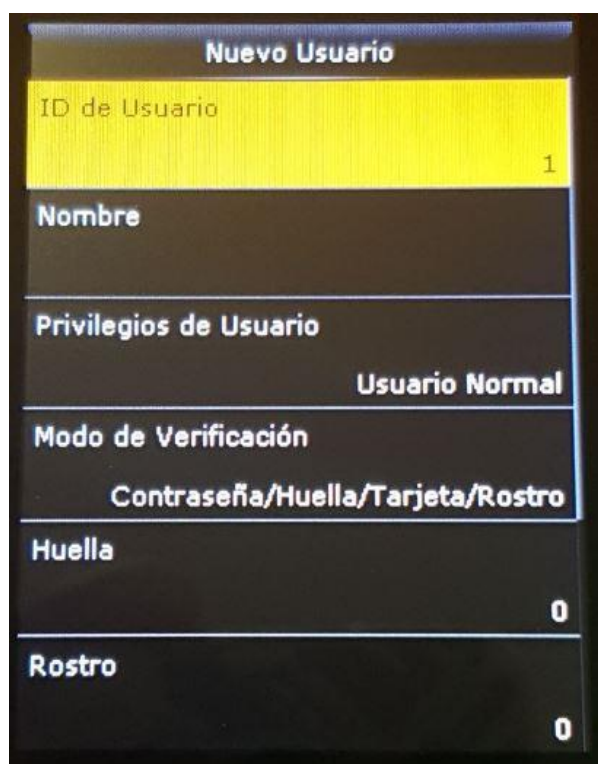 Nuevo Usuario
ID de Usuario
1
Nombre
Privilegios de Usuario
Usuario Normal
Modo de Verificación
Contraseña/Huella/Tarjeta/Rostro
Huella
0
Rostro
0